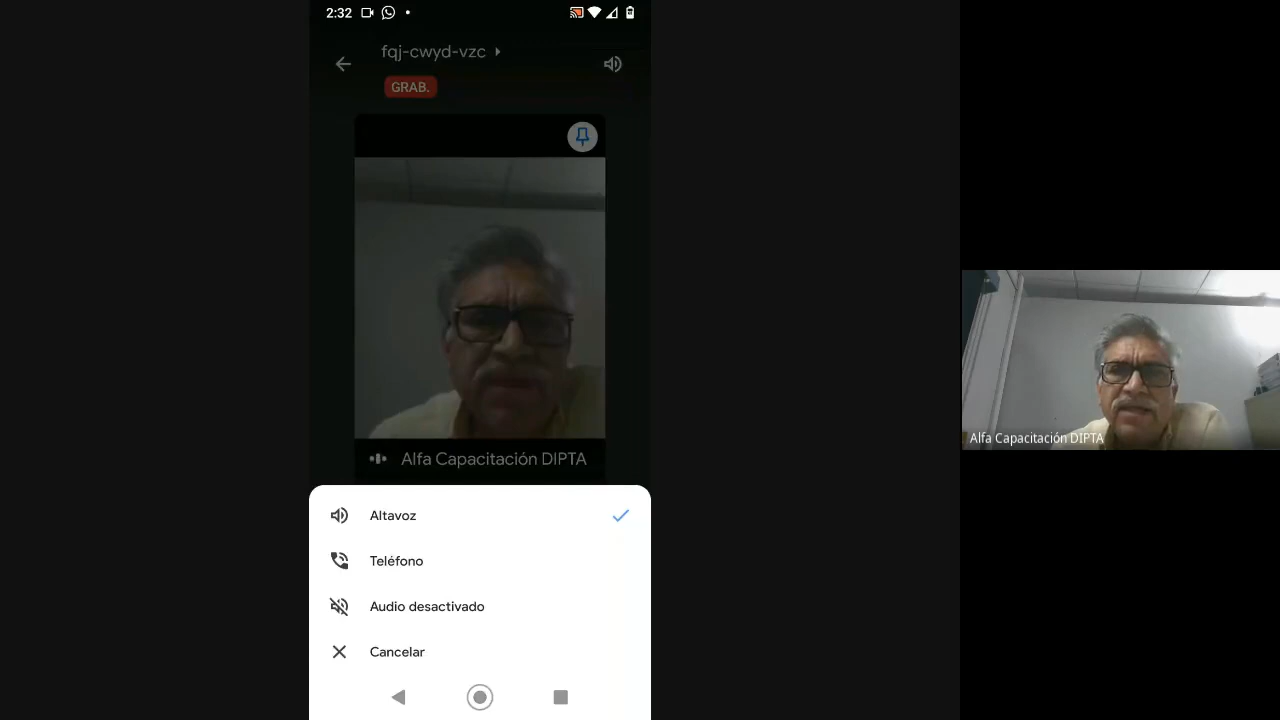 2:32
fqj-cwyd-vzc
GRAB.
Alfa Capacitación DIPTA
Altavoz
Teléfono
Audio desactivado
Cancelar
Alfa Capacitación DIPTA